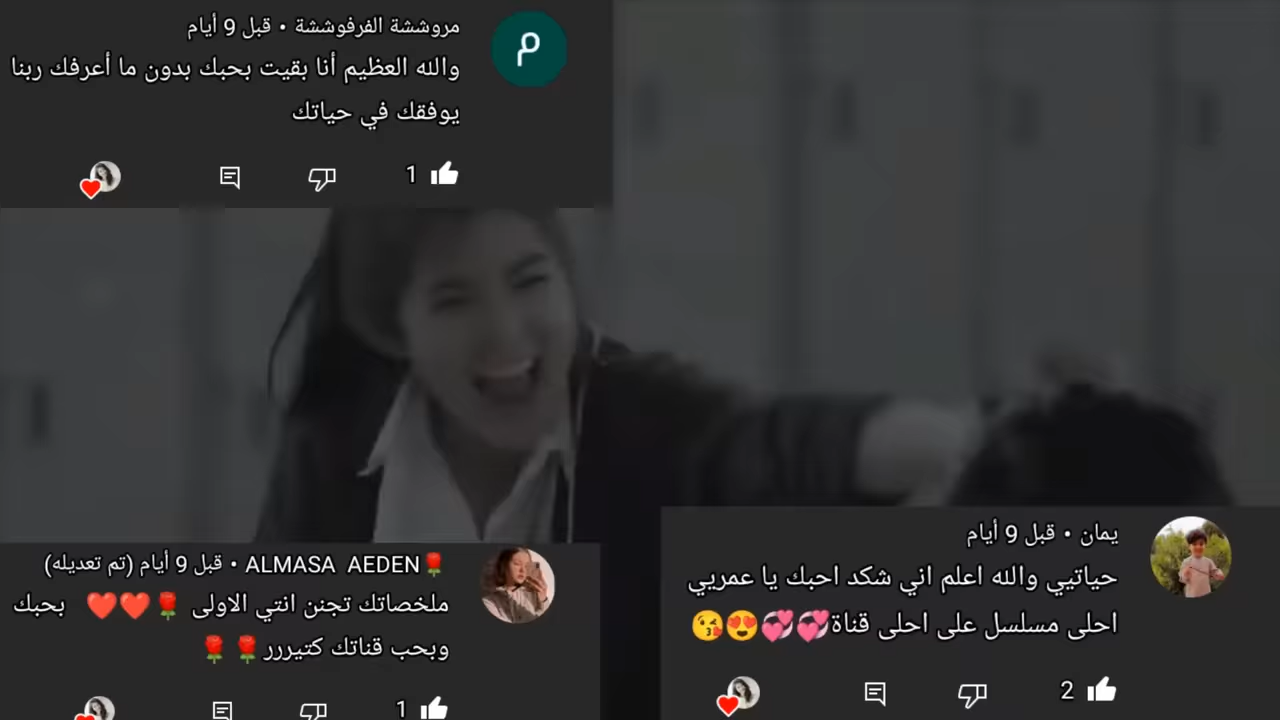 مروششة الفرفوششة • قبل 9 أيام
والله العظيم أنا بقيت بحبك بدون ما أعرفك ربنا
يوفقك في حياتك
1
م
🌹ALMASA AEDEN • قبل 9 أيام (تم تعديله)
ملخصاتك تجنن انتي الاولى 🌹❤️❤️ بحبك
وبحب قناتك كتيررر🌹🌹
1
يمان • قبل 9 أيام
حياتيي والله اعلم اني شكد احبك يا عمريي
احلى مسلسل على احلى قناة💞💞😍😘
2